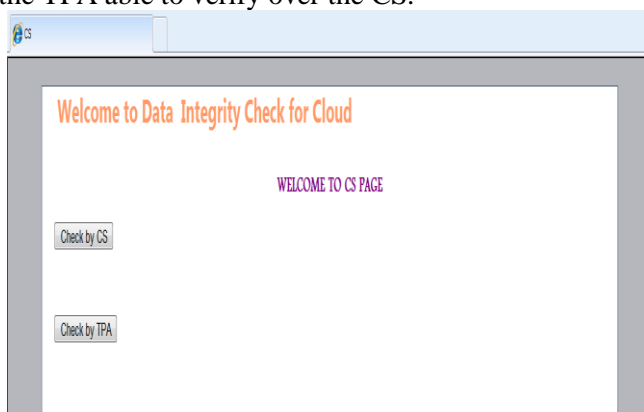 the TPA able to verify over the CS.
CS
Welcome to Data Integrity Check for Cloud
WELCOME TO CS PAGE
Check by CS
Check by TPA